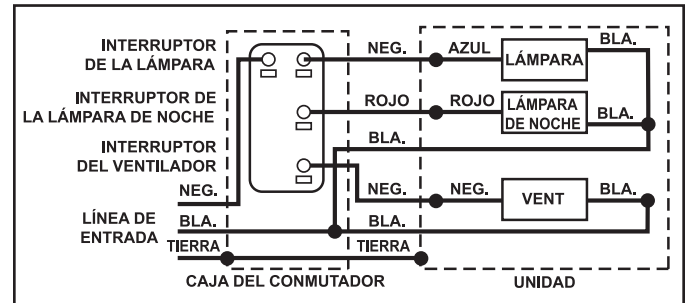 INTERRUPTOR
DE LA LÁMPARA
INTERRUPTOR DE
LA LÁMPARA DE NOCHE
INTERRUPTOR
DEL VENTILADOR
NEG.
LÍNEA DE
ENTRADA
BLA.
TIERRA
CAJA DEL CONMUTADOR
NEG.
ROJO
BLA.
NEG.
BLA.
TIERRA
AZUL
LÁMPARA
BLA.
ROJO
LÁMPARA
DE NOCHE
BLA.
NEG.
VENT
BLA.
UNIDAD